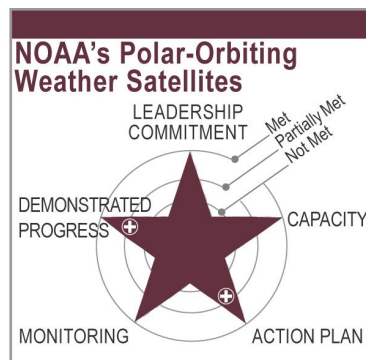 NOAA's Polar-Orbiting
Weather Satellites
LEADERSHIP
COMMITMENT
Met
Partially Met
Not Met
DEMONSTRATED
PROGRESS
CAPACITY
MONITORING
ACTION PLAN